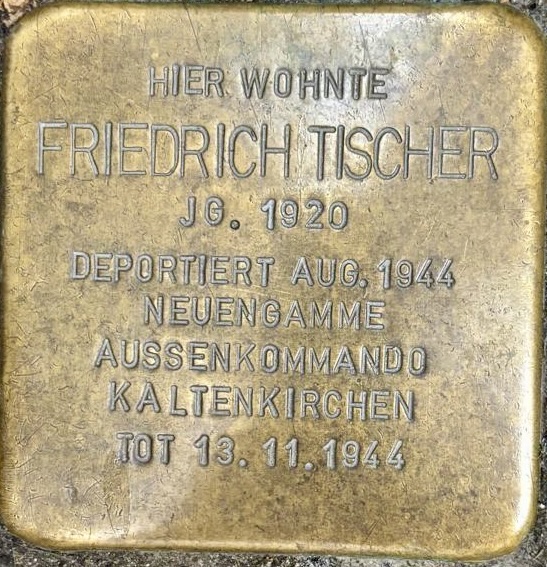 HIER WOHNTE
FRIEDRICH TISCHER
JG. 1920
DEPORTIERT AUG. 1944
NEUENGAMME
AUSSENKOMMANDO
KALTENKIRCHEN
TOT 13.11.1944